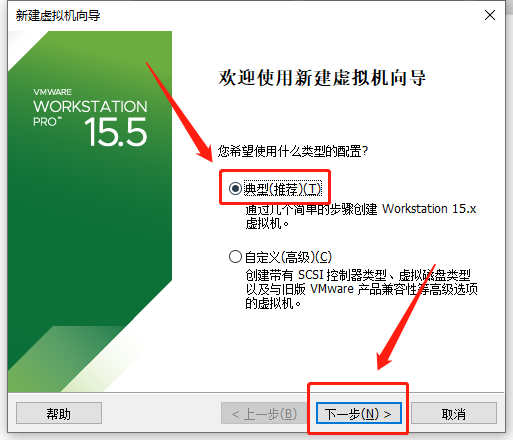 新建虚拟机向导
VMWARE
WORKSTATION
PRO™
15.5
欢迎使用新建虚拟机向导
您希望使用什么类型的配置?
典型(推荐)(T)
通过几个简单的步骤创建 Workstation 15.x
虚拟机。
自定义(高级)(C)
创建带有 SCSI 控制器类型、虚拟磁盘类型
以及与旧版 VMware 产品兼容性等高级选项
的虚拟机。
帮助
< 上一步(B)
下一步(N) >
取消